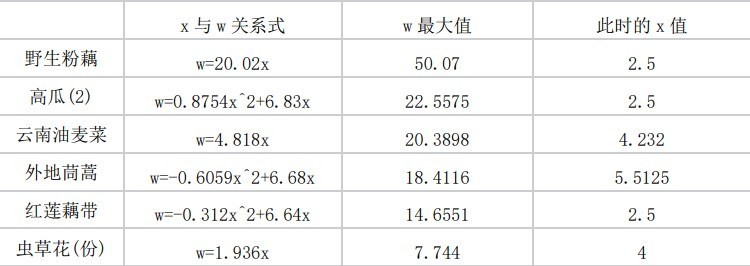 x 与 w 关系式 w 最大值 此时的 x 值
野生粉藕 w=20.02x 50.07 2.5
高瓜(2) w=0.8754x^2+6.83x 22.5575 2.5
云南油麦菜 w=4.818x 20.3898 4.232
外地茼蒿 w=-0.6059x^2+6.68x 18.4116 5.5125
红莲藕带 w=-0.312x^2+6.64x 14.6551 2.5
虫草花(份) w=1.936x 7.744 4